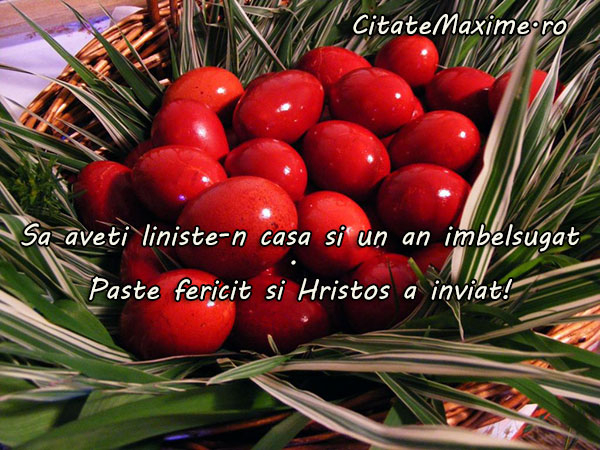 CitateMaxime.ro
Sa aveti liniste-n casa si un an imbelsugat
.
Paste fericit si Hristos a inviat!